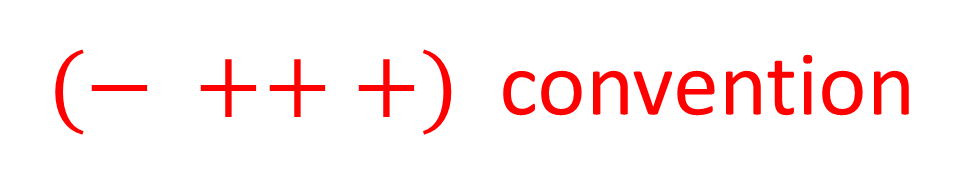 (− +++) convention